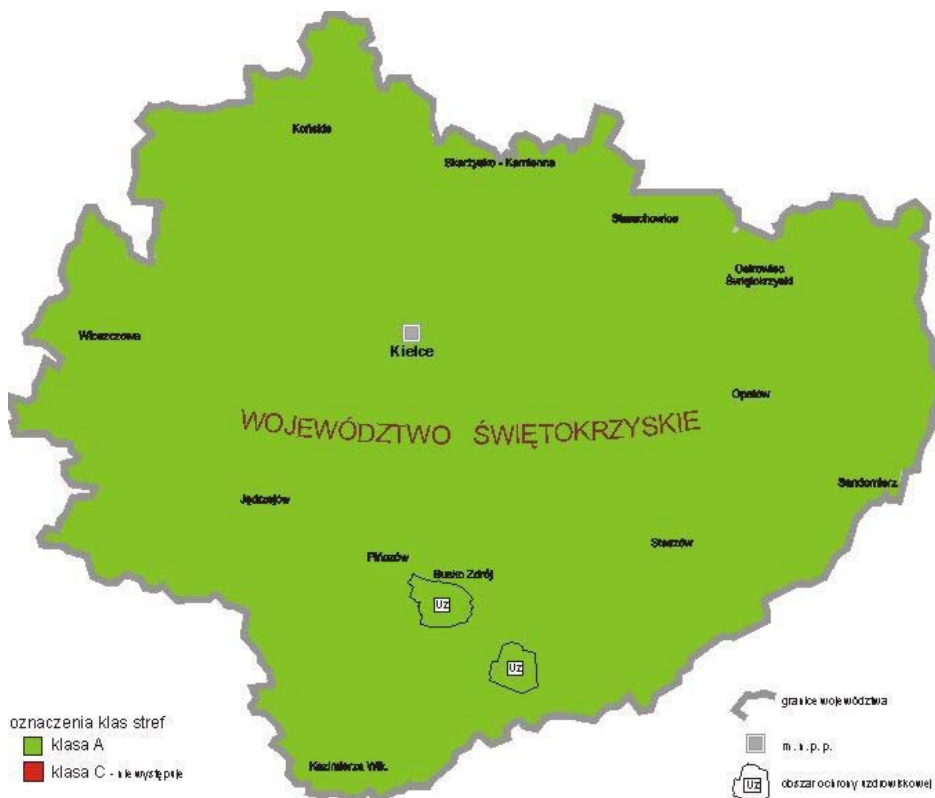 Końskie
Skarżysko - Kamienna
Starachowice
Ostrowiec
Świętokrzyski
Włoszczowa
Kielce
Opatów
WOJEWÓDZTWO ŚWIĘTOKRZYSKIE
Sandomierz
Jędrzejów
Staszów
Pińczów
Busko Zdrój
Uz
Uz
oznaczenia klas stref
klasa A
klasa C - nie występuje
Kazimierza Wlk.
granice województwa
m. n. p. p.
Uz
obszar ochrony uzdrowiskowej